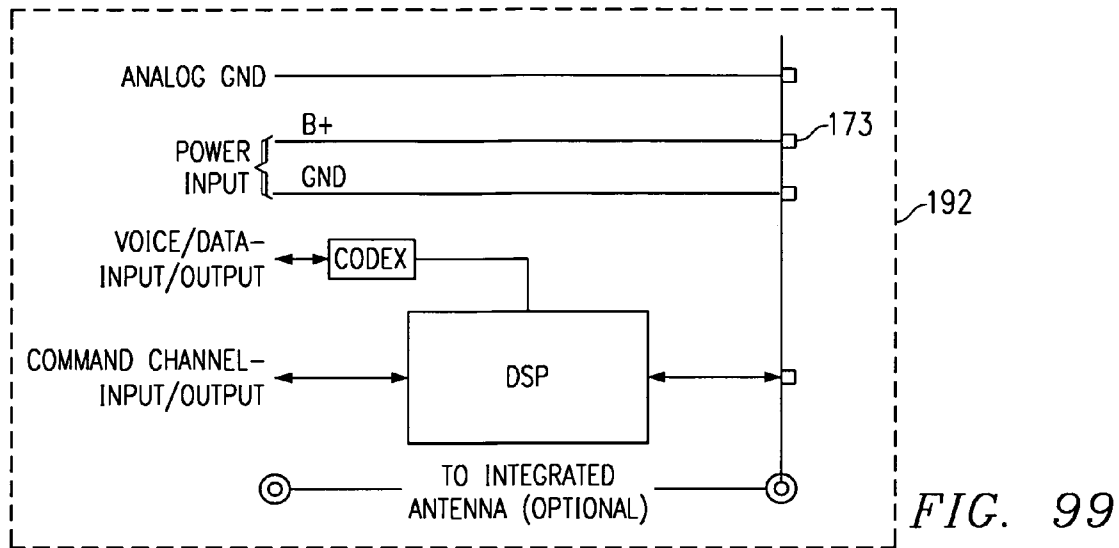 ANALOG GND
B+
173
POWER
INPUT
GND
192
VOICE/DATA-
INPUT/OUTPUT
CODEX
COMMAND CHANNEL-
INPUT/OUTPUT
DSP
TO INTEGRATED
ANTENNA (OPTIONAL)
FIG. 99